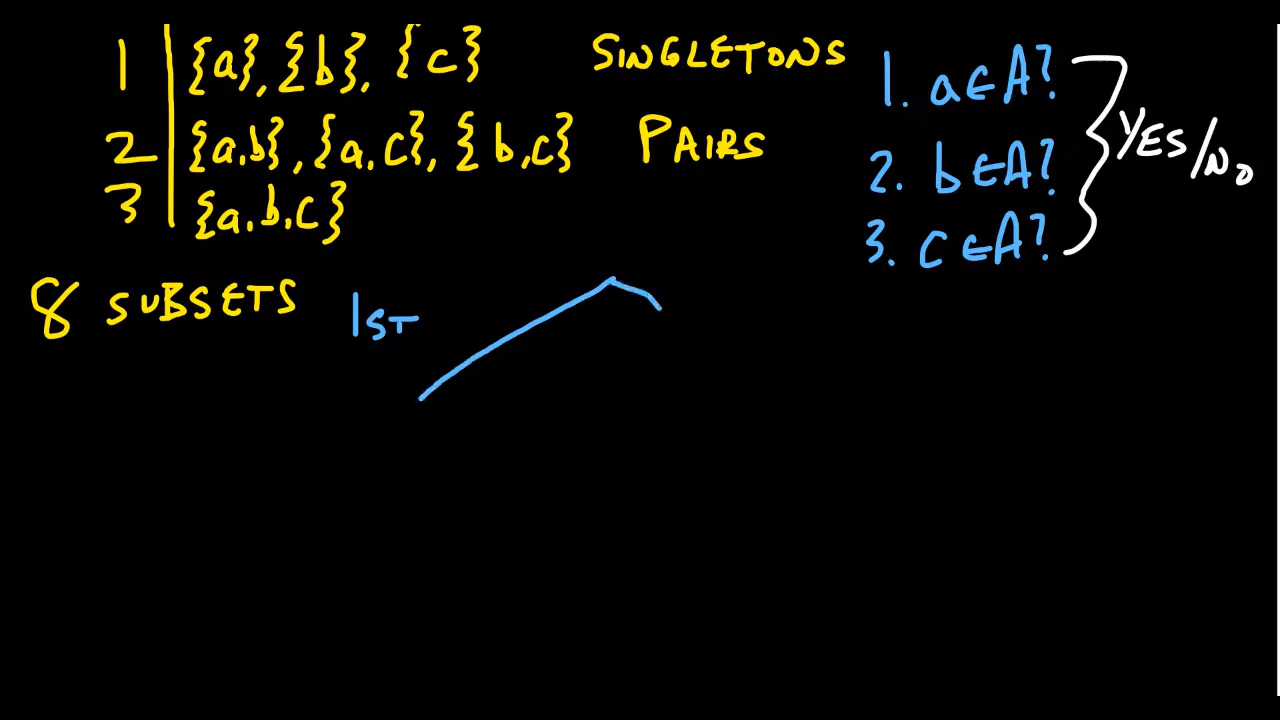 1 {a}, {b}, {c} SINGLETONS
2 {a,b}, {a,c}, {b,c} PAIRS
3 {a,b,c}
1. a∈A?
2. b∈A?
3. c∈A?
YES/NO
8 SUBSETS
1ST